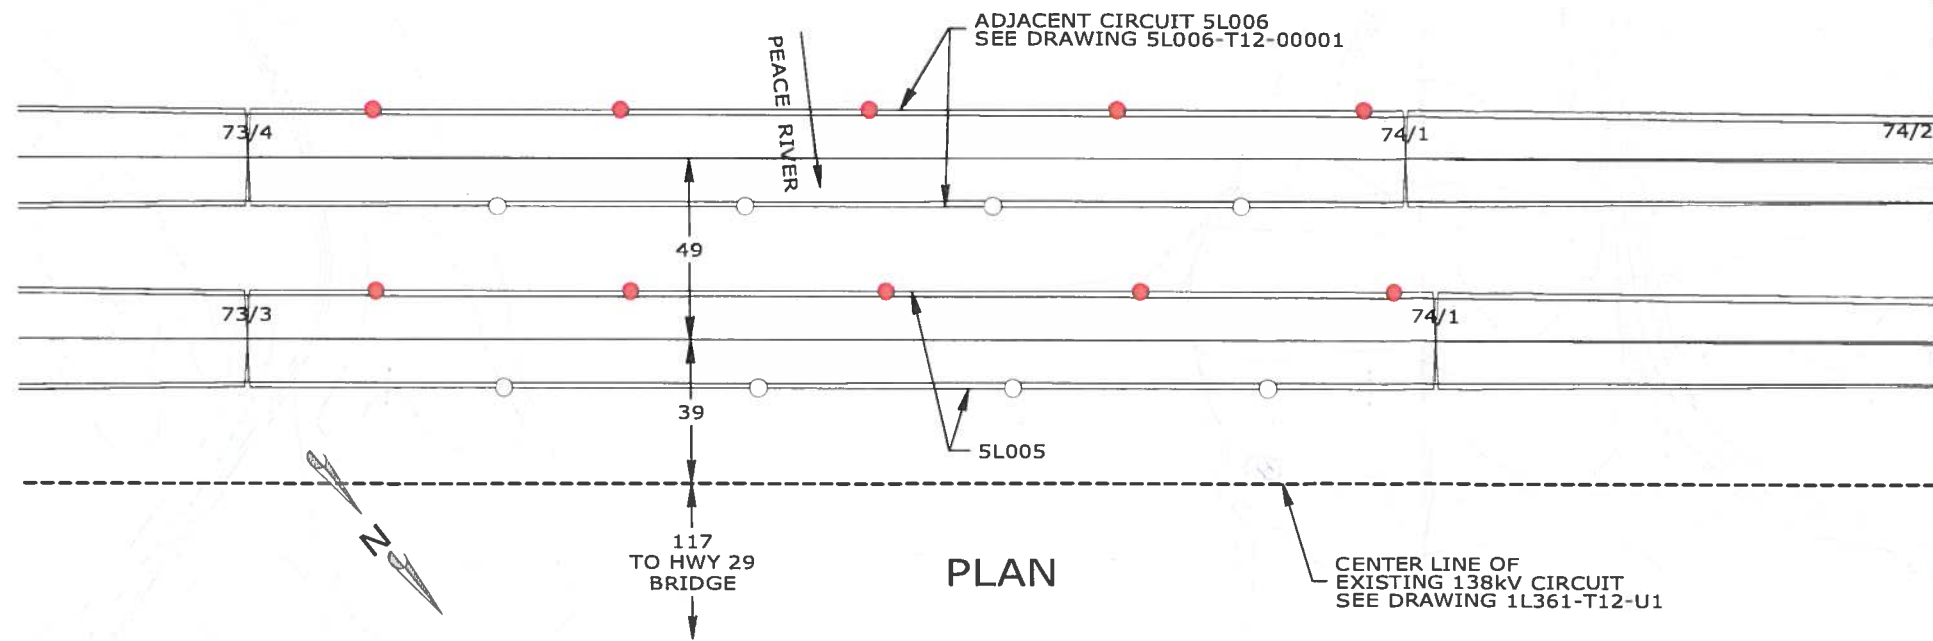 ADJACENT CIRCUIT 5L006
SEE DRAWING 5L006-T12-00001
PEACE RIVER
73/4
74/1
74/2
49
73/3
74/1
39
5L005
N
117
TO HWY 29
BRIDGE
PLAN
CENTER LINE OF
EXISTING 138kV CIRCUIT
SEE DRAWING 1L361-T12-U1